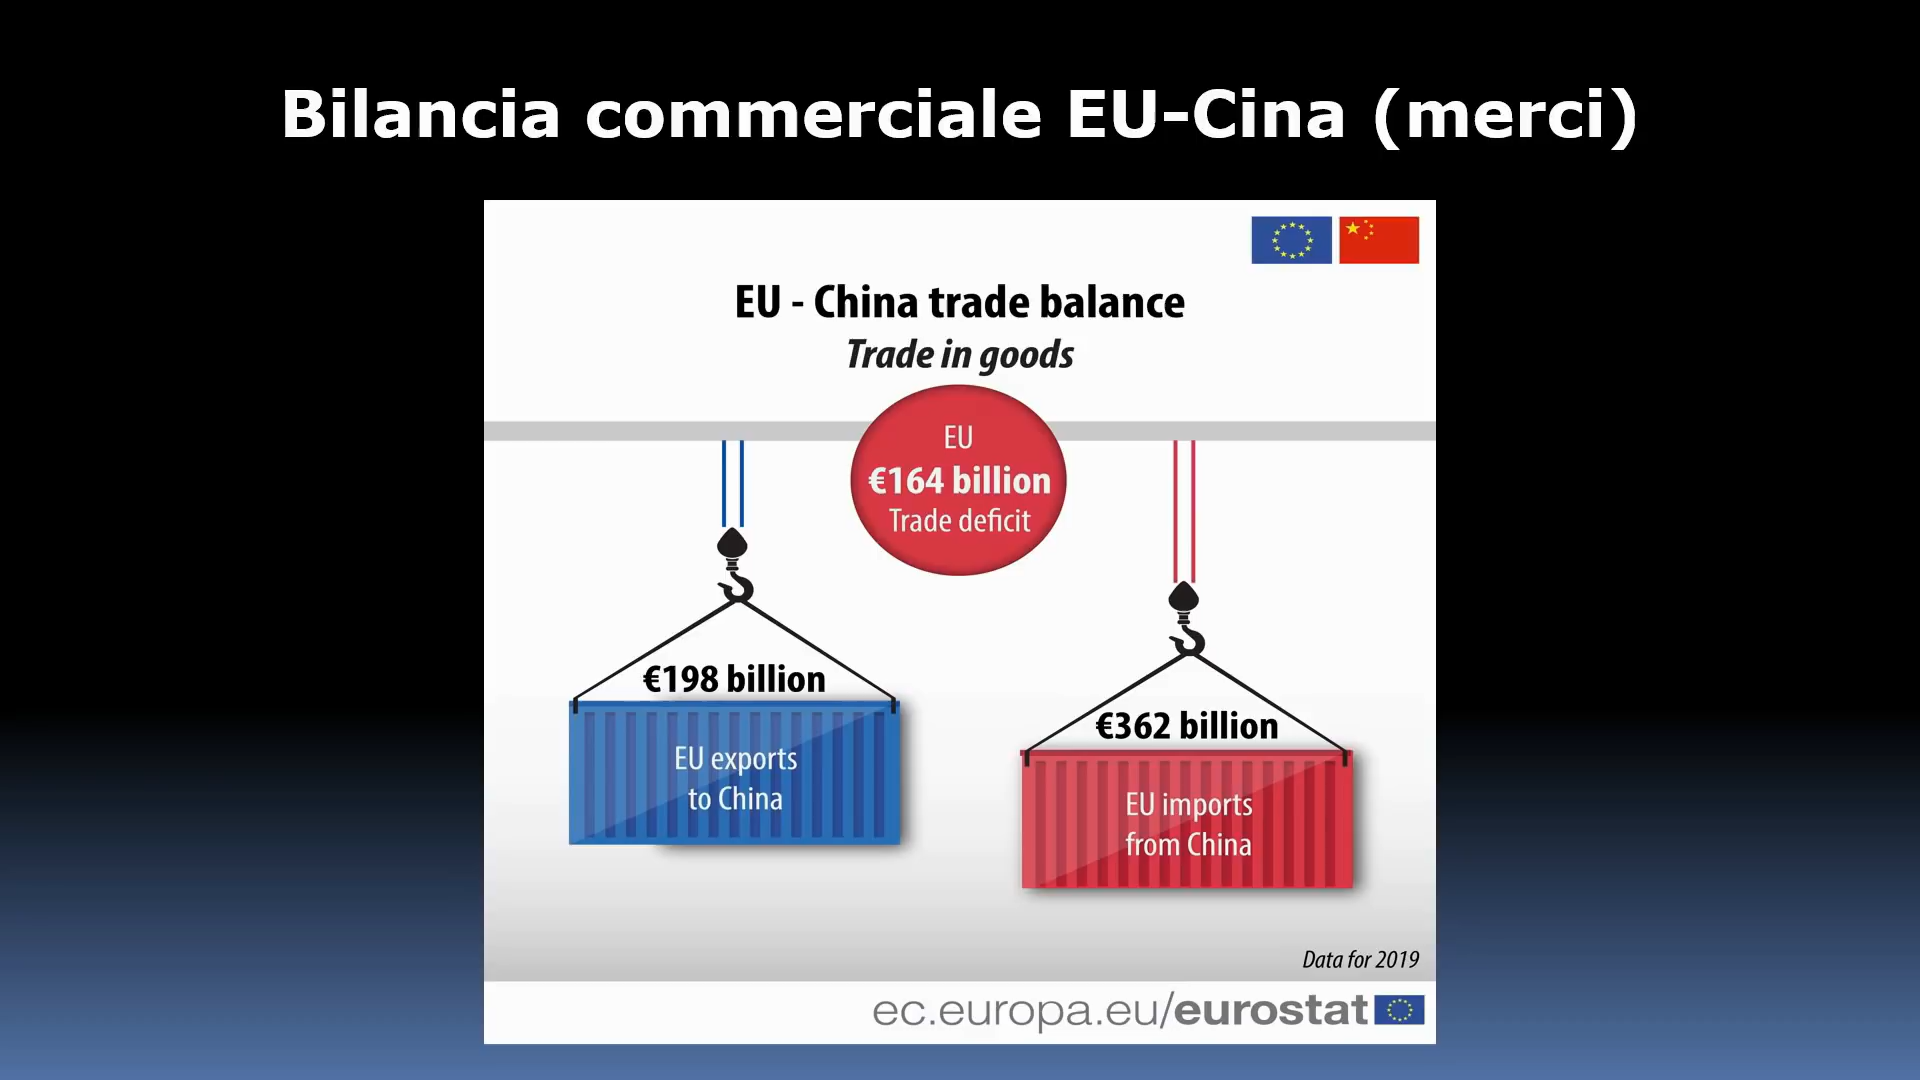 Bilancia commerciale EU-Cina (merci)
EU - China trade balance
Trade in goods
EU
€164 billion
Trade deficit
€198 billion
EU exports
to China
€362 billion
EU imports
from China
Data for 2019
ec.europa.eu/eurostat